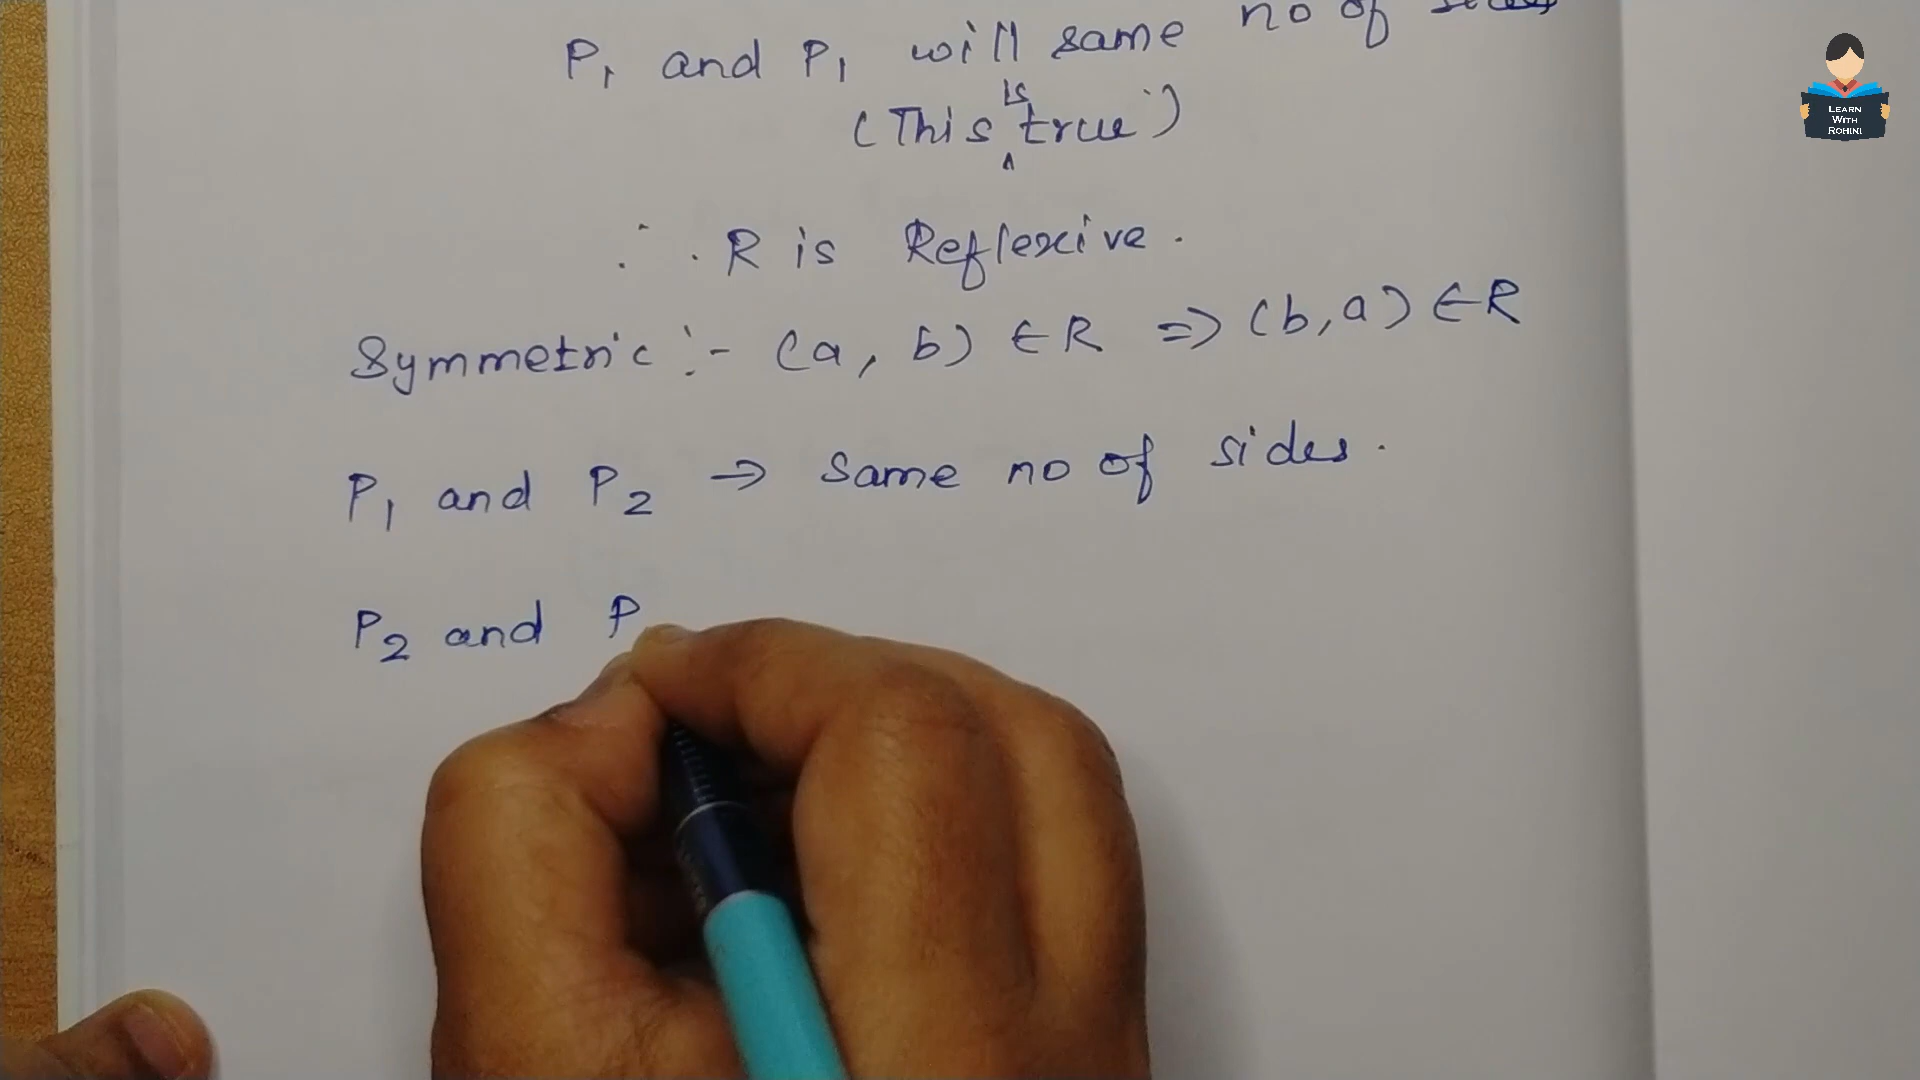 P1 and P1 will same no of sides
(This is true)
∴ R is Reflexive.
Symmetric :- (a, b) ∈ R => (b, a) ∈ R
P1 and P2 → Same no of sides.
P2 and P
LEARN
WITH
ROHINI